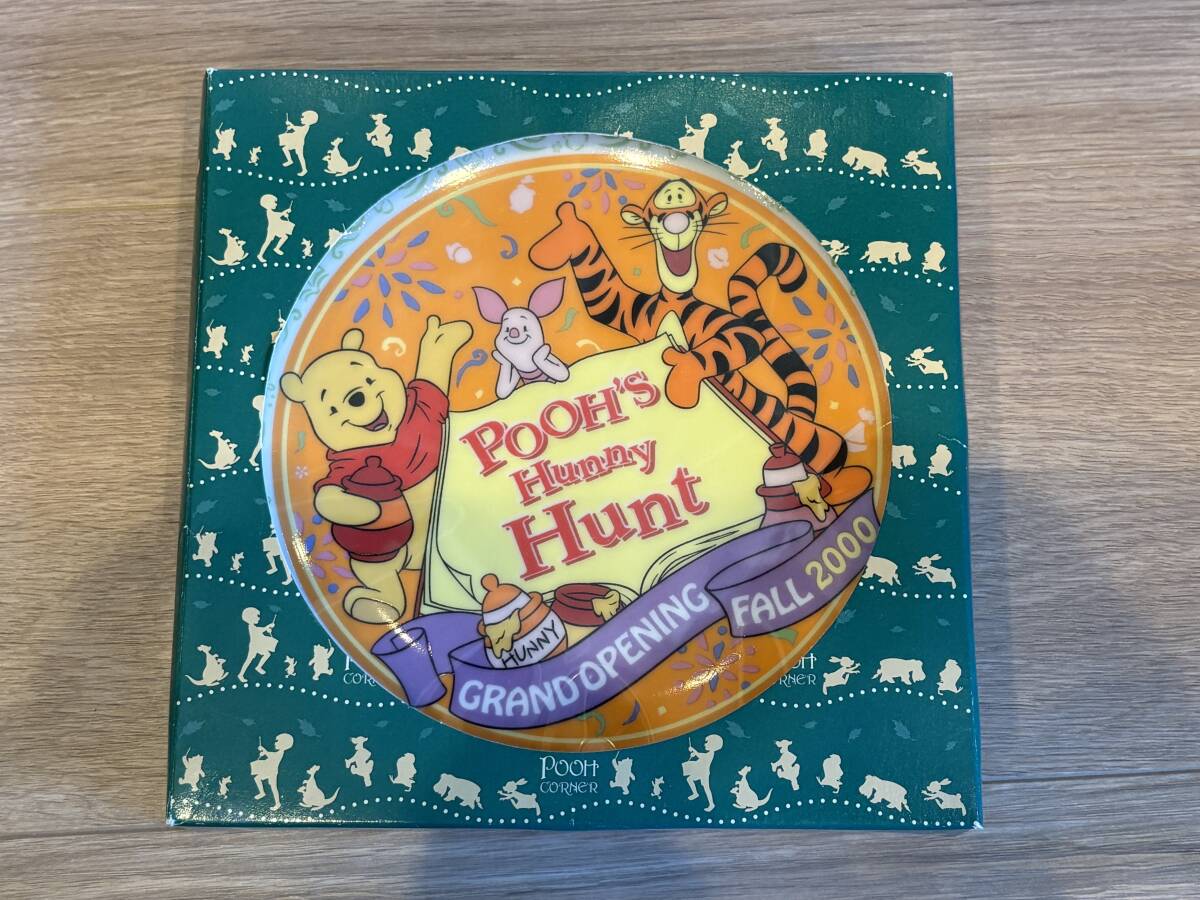 POOH'S
Hunny
Hunt
HUNNY
GRAND OPENING
FALL 2000
POOH
CORNER
POOH
CORNER